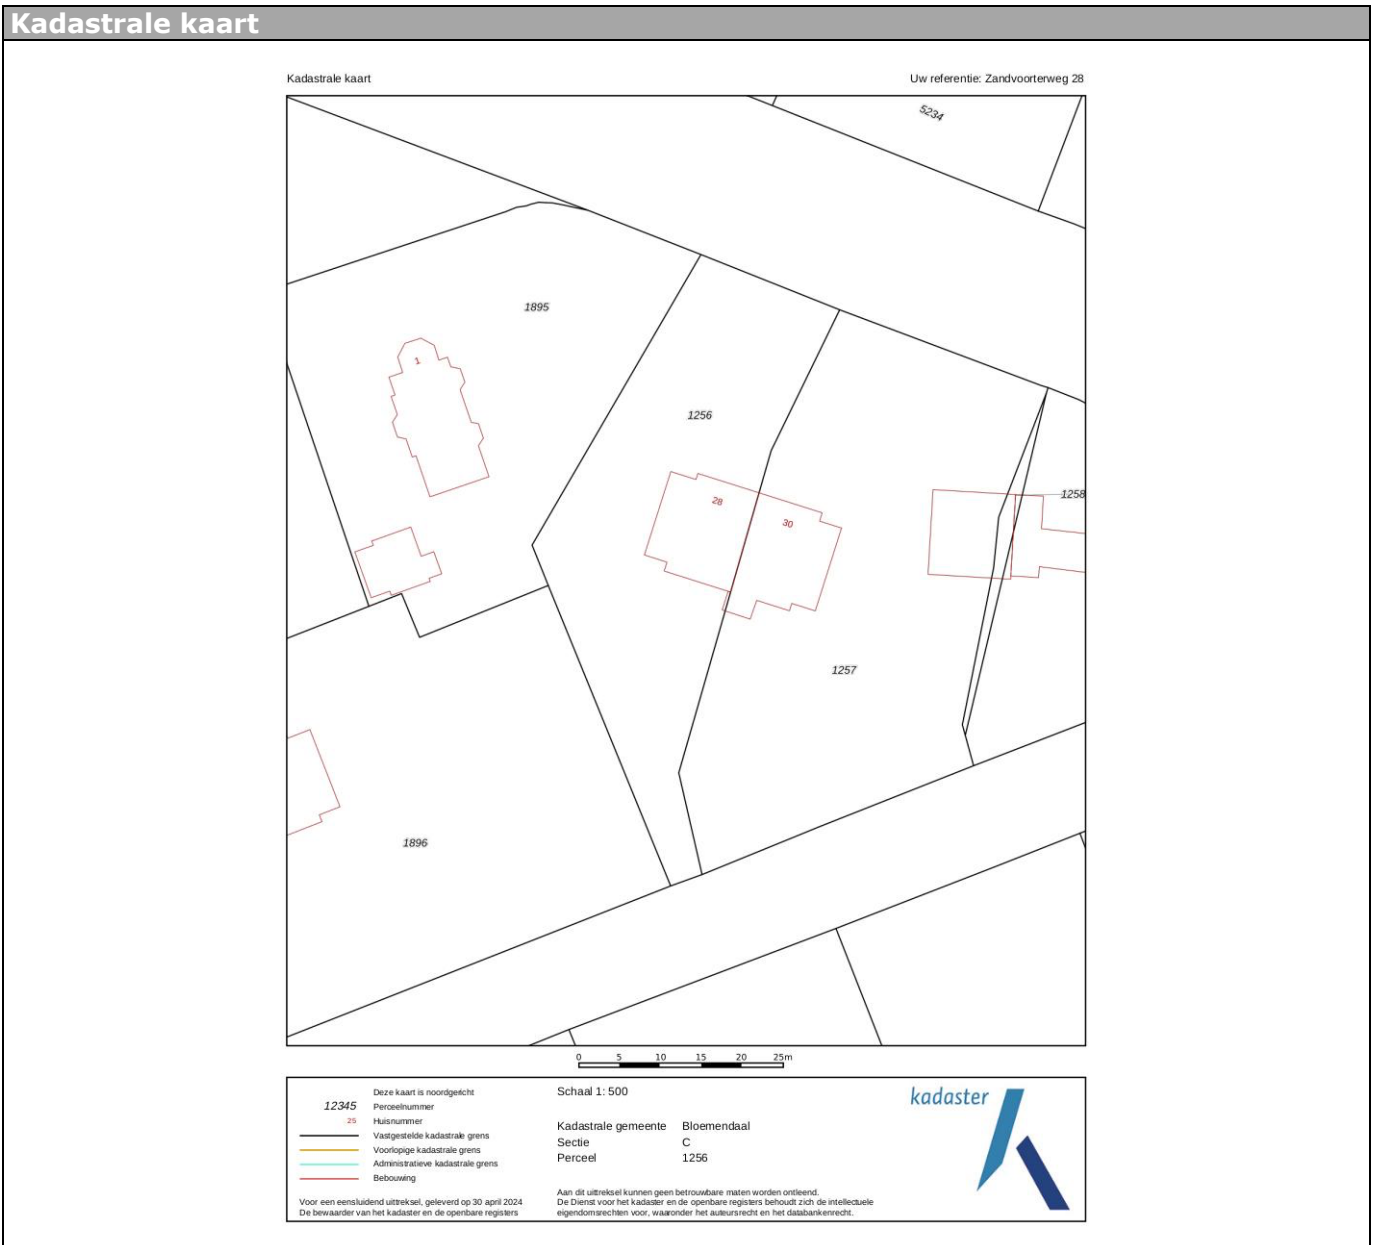 Kadastrale kaart
Kadastrale kaart
Uw referentie: Zandvoorterweg 28
5234
1895
1
1256
28
30
1258
1257
1896
0 5 10 15 20 25m
Deze kaart is noordgericht
12345 Perceelnummer
25 Huisnummer
Vastgestelde kadastrale grens
Voorlopige kadastrale grens
Administratieve kadastrale grens
Bebouwing
Voor een eensluidend uittreksel, geleverd op 30 april 2024
De bewaarder van het kadaster en de openbare registers
Schaal 1: 500
Kadastrale gemeente Bloemendaal
Sectie C
Perceel 1256
Aan dit uittreksel kunnen geen betrouwbare maten worden ontleend.
De Dienst voor het kadaster en de openbare registers behoudt zich de intellectuele
eigendomsrechten voor, waaronder het auteursrecht en het databankenrecht.
kadaster